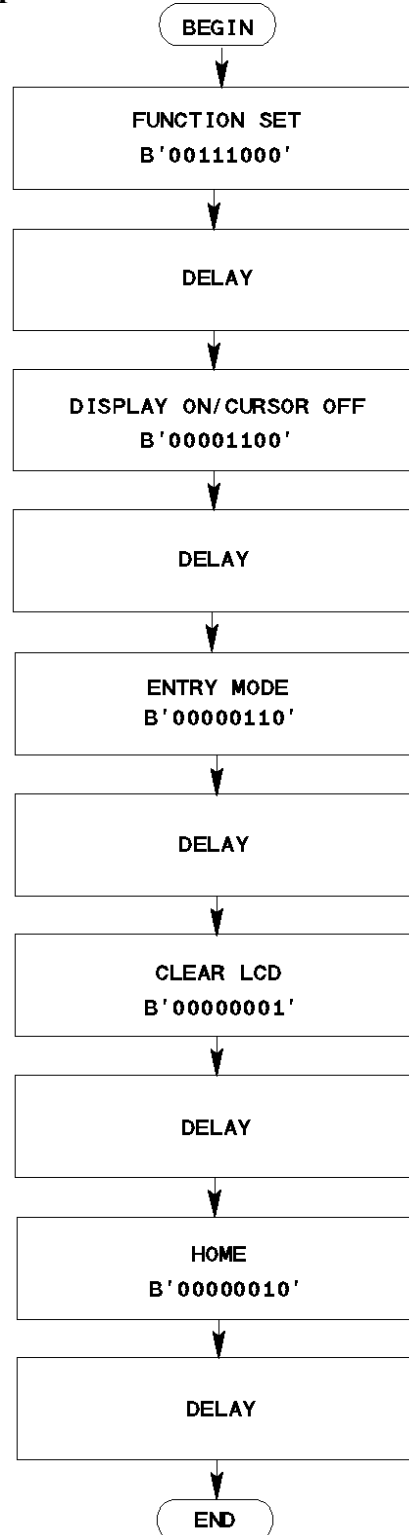 BEGIN
FUNCTION SET
B'00111000'
DELAY
DISPLAY ON/CURSOR OFF
B'00001100'
DELAY
ENTRY MODE
B'00000110'
DELAY
CLEAR LCD
B'00000001'
DELAY
HOME
B'00000010'
DELAY
END